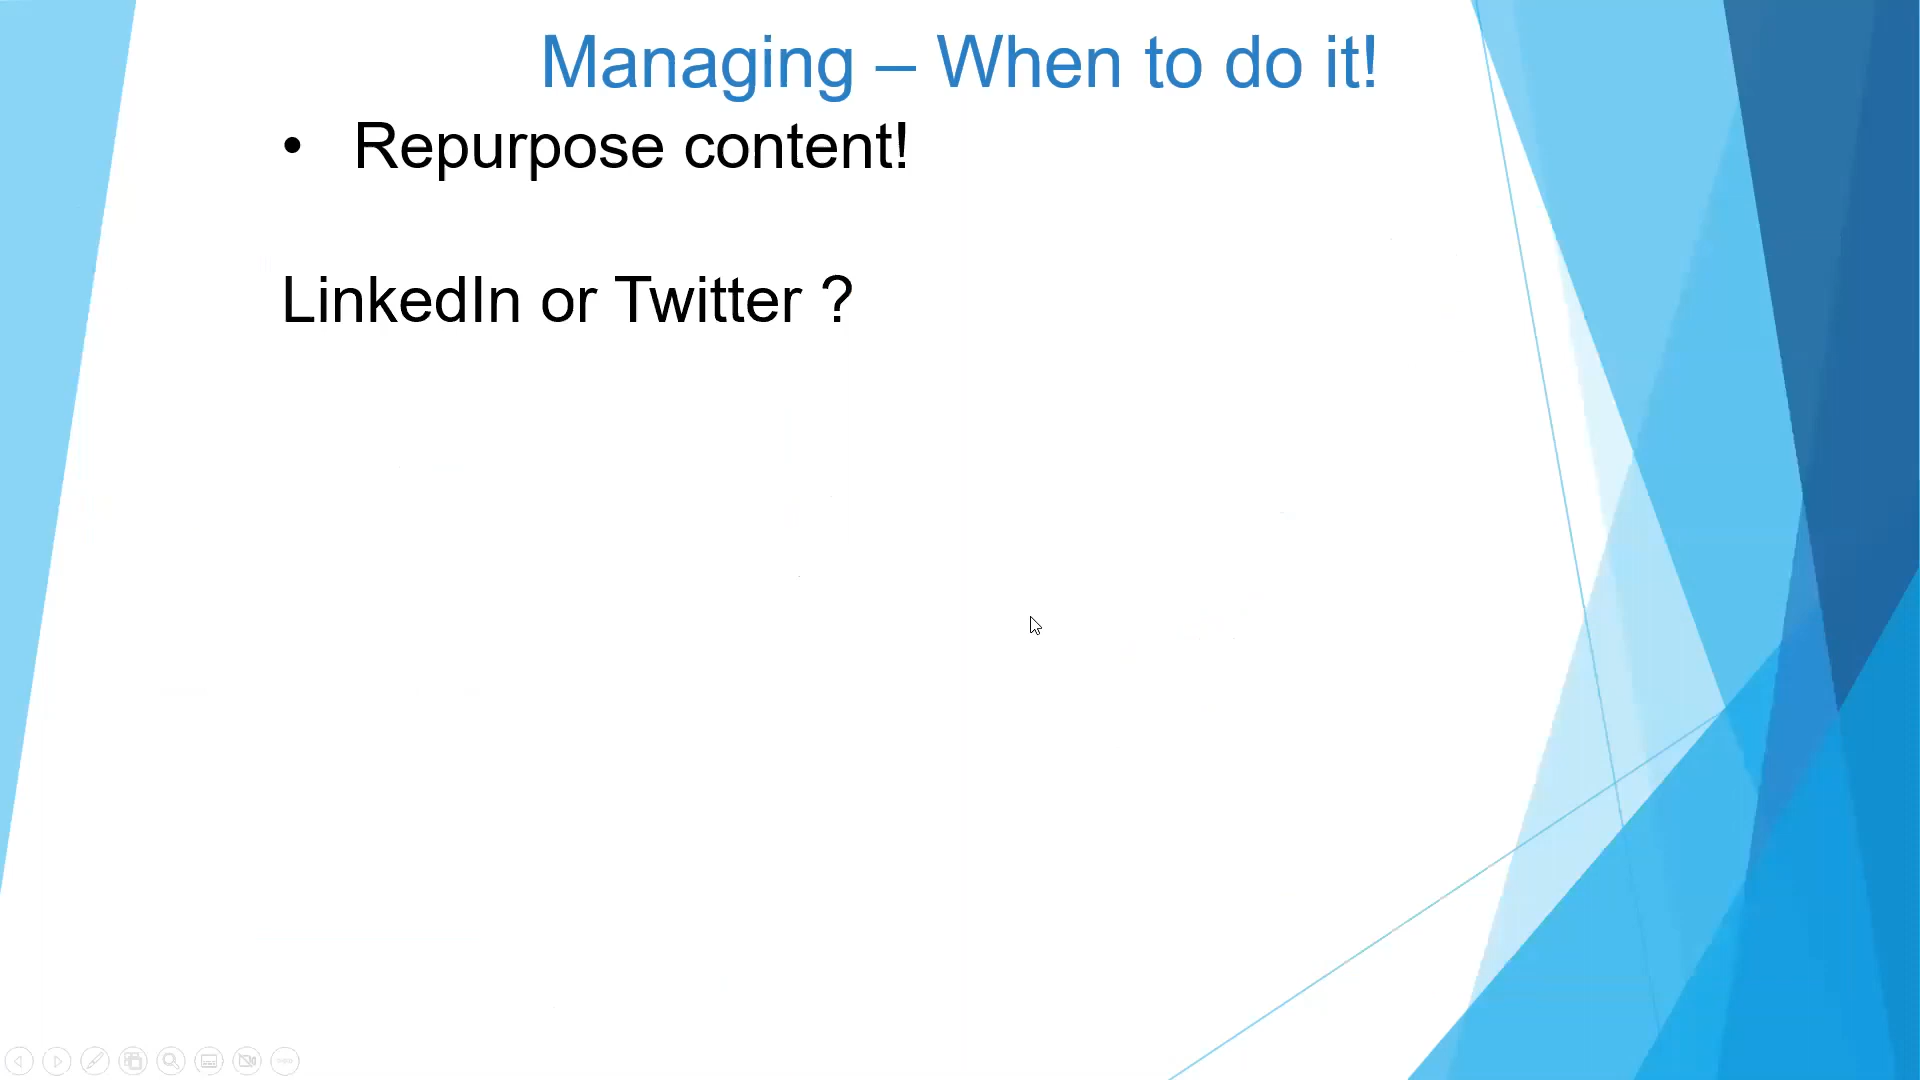 Managing – When to do it!
• Repurpose content!
LinkedIn or Twitter ?